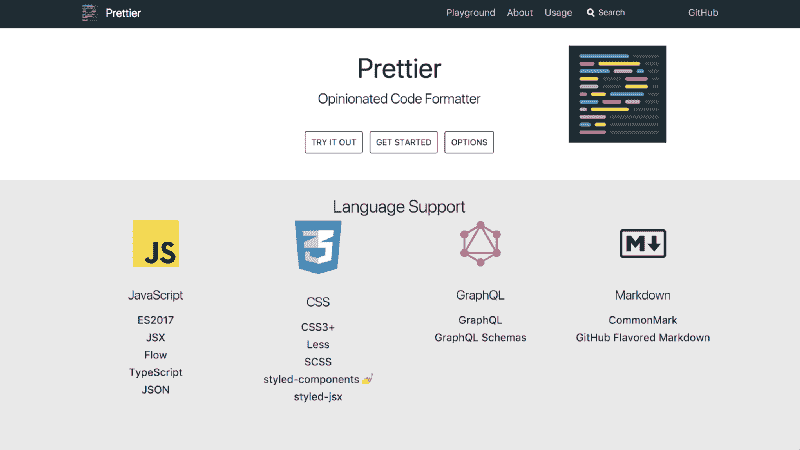 Prettier
Playground About Usage Search GitHub
Prettier
Opinionated Code Formatter
TRY IT OUT GET STARTED OPTIONS
Language Support
JS
JavaScript
ES2017
JSX
Flow
TypeScript
JSON
3
CSS
CSS3+
Less
SCSS
styled-components 💅
styled-jsx
GraphQL
GraphQL
GraphQL Schemas
M
Markdown
CommonMark
GitHub Flavored Markdown